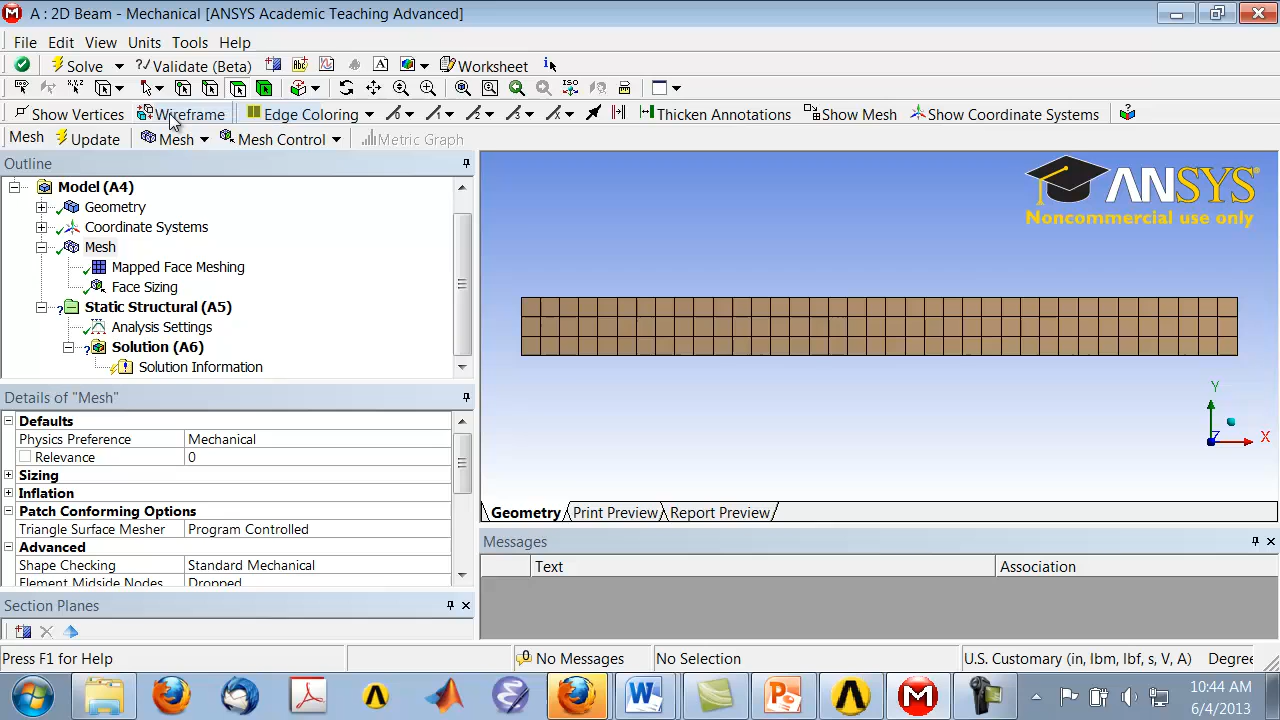 A : 2D Beam - Mechanical [ANSYS Academic Teaching Advanced]
File Edit View Units Tools Help
Solve ?✓ Validate (Beta) A Worksheet
Show Vertices Wireframe Edge Coloring Thicken Annotations Show Mesh Show Coordinate Systems
Mesh Update Mesh Mesh Control Metric Graph
Outline
Model (A4)
Geometry
Coordinate Systems
Mesh
Mapped Face Meshing
Face Sizing
Static Structural (A5)
Analysis Settings
Solution (A6)
Solution Information
ANSYS
Noncommercial use only
Y
Z X
Details of "Mesh"
Defaults
Physics Preference Mechanical
Relevance 0
Sizing
Inflation
Patch Conforming Options
Triangle Surface Mesher Program Controlled
Advanced
Shape Checking Standard Mechanical
Element Midside Nodes Dropped
Geometry Print Preview Report Preview
Messages
Text Association
Section Planes
Press F1 for Help 0 No Messages No Selection U.S. Customary (in, lbm, lbf, s, V, A) Degree
10:44 AM
6/4/2013